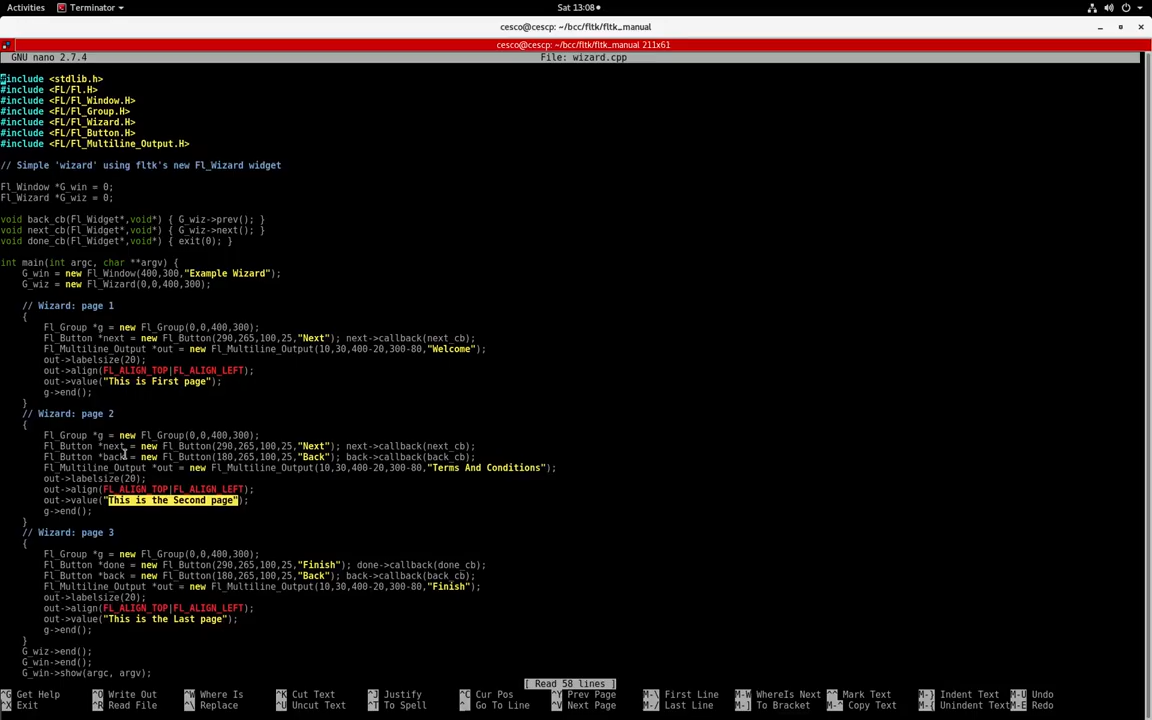 Activities Terminator Sat 13:08
cesco@cescp: ~/bcc/fltk/fltk_manual
cesco@cescp: ~/bcc/fltk/fltk_manual 211x61
GNU nano 2.7.4 File: wizard.cpp
#include <stdlib.h>
#include <FL/Fl.H>
#include <FL/Fl_Window.H>
#include <FL/Fl_Group.H>
#include <FL/Fl_Wizard.H>
#include <FL/Fl_Button.H>
#include <FL/Fl_Multiline_Output.H>
// Simple 'wizard' using fltk's new Fl_Wizard widget
Fl_Window *G_win = 0;
Fl_Wizard *G_wiz = 0;
void back_cb(Fl_Widget*,void*) { G_wiz->prev(); }
void next_cb(Fl_Widget*,void*) { G_wiz->next(); }
void done_cb(Fl_Widget*,void*) { exit(0); }
int main(int argc, char **argv) {
G_win = new Fl_Window(400,300,"Example Wizard");
G_wiz = new Fl_Wizard(0,0,400,300);
// Wizard: page 1
{
Fl_Group *g = new Fl_Group(0,0,400,300);
Fl_Button *next = new Fl_Button(290,265,100,25,"Next"); next->callback(next_cb);
Fl_Multiline_Output *out = new Fl_Multiline_Output(10,30,400-20,300-80,"Welcome");
out->labelsize(20);
out->align(FL_ALIGN_TOP|FL_ALIGN_LEFT);
out->value("This is First page");
g->end();
}
// Wizard: page 2
{
Fl_Group *g = new Fl_Group(0,0,400,300);
Fl_Button *next = new Fl_Button(290,265,100,25,"Next"); next->callback(next_cb);
Fl_Button *back = new Fl_Button(180,265,100,25,"Back"); back->callback(back_cb);
Fl_Multiline_Output *out = new Fl_Multiline_Output(10,30,400-20,300-80,"Terms And Conditions");
out->labelsize(20);
out->align(FL_ALIGN_TOP|FL_ALIGN_LEFT);
out->value("This is the Second page");
g->end();
}
// Wizard: page 3
{
Fl_Group *g = new Fl_Group(0,0,400,300);
Fl_Button *done = new Fl_Button(290,265,100,25,"Finish"); done->callback(done_cb);
Fl_Button *back = new Fl_Button(180,265,100,25,"Back"); back->callback(back_cb);
Fl_Multiline_Output *out = new Fl_Multiline_Output(10,30,400-20,300-80,"Finish");
out->labelsize(20);
out->align(FL_ALIGN_TOP|FL_ALIGN_LEFT);
out->value("This is the Last page");
g->end();
}
G_wiz->end();
G_win->end();
G_win->show(argc, argv);
[ Read 58 lines ]
^G Get Help ^O Write Out ^W Where Is ^K Cut Text ^J Justify ^C Cur Pos ^Y Prev Page M-\ First Line M-W WhereIs Next ^^ Mark Text M-} Indent Text M-U Undo
^X Exit ^R Read File ^\ Replace ^U Uncut Text ^T To Spell ^_ Go To Line ^V Next Page M-/ Last Line M-] To Bracket M-^ Copy Text M-{ Unindent Text M-E Redo